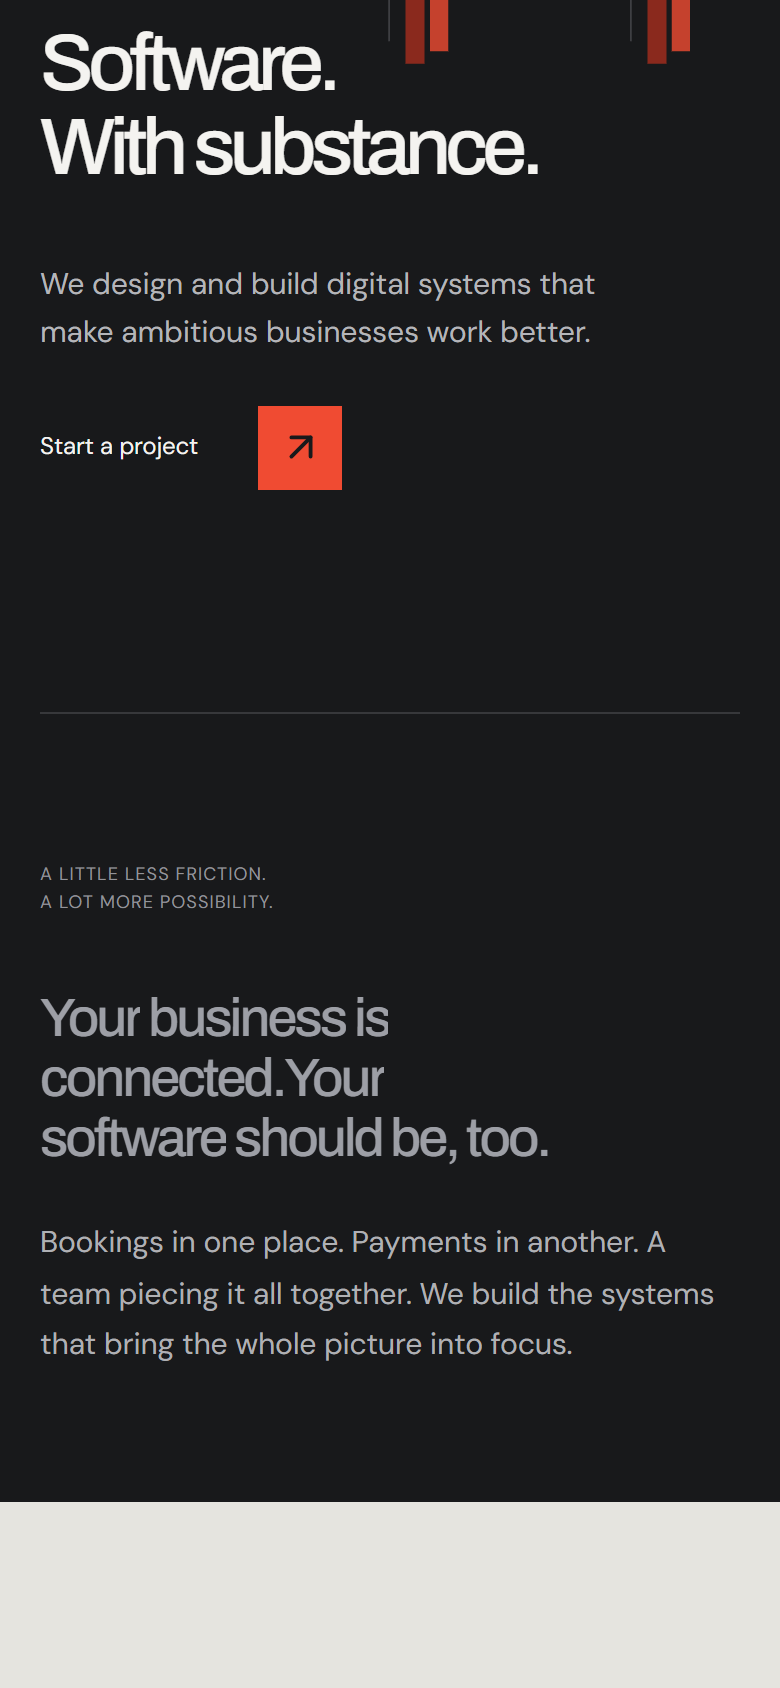 Software.
With substance.
We design and build digital systems that
make ambitious businesses work better.
Start a project
A LITTLE LESS FRICTION.
A LOT MORE POSSIBILITY.
Your business is
connected.Your
software should be, too.
Bookings in one place. Payments in another. A
team piecing it all together. We build the systems
that bring the whole picture into focus.